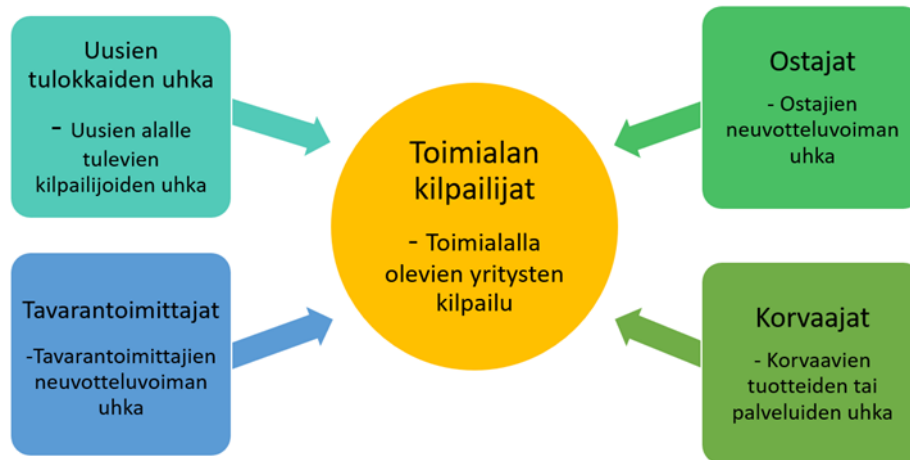 Uusien
tulokkaiden uhka
- Uusien alalle
tulevien
kilpailijoiden uhka
Ostajat
- Ostajien
neuvotteluvoiman
uhka
Toimialan
kilpailijat
- Toimialalla
olevien yritysten
kilpailu
Tavarantoimittajat
-Tavarantoimittajien
neuvotteluvoiman
uhka
Korvaajat
- Korvaavien
tuotteiden tai
palveluiden uhka